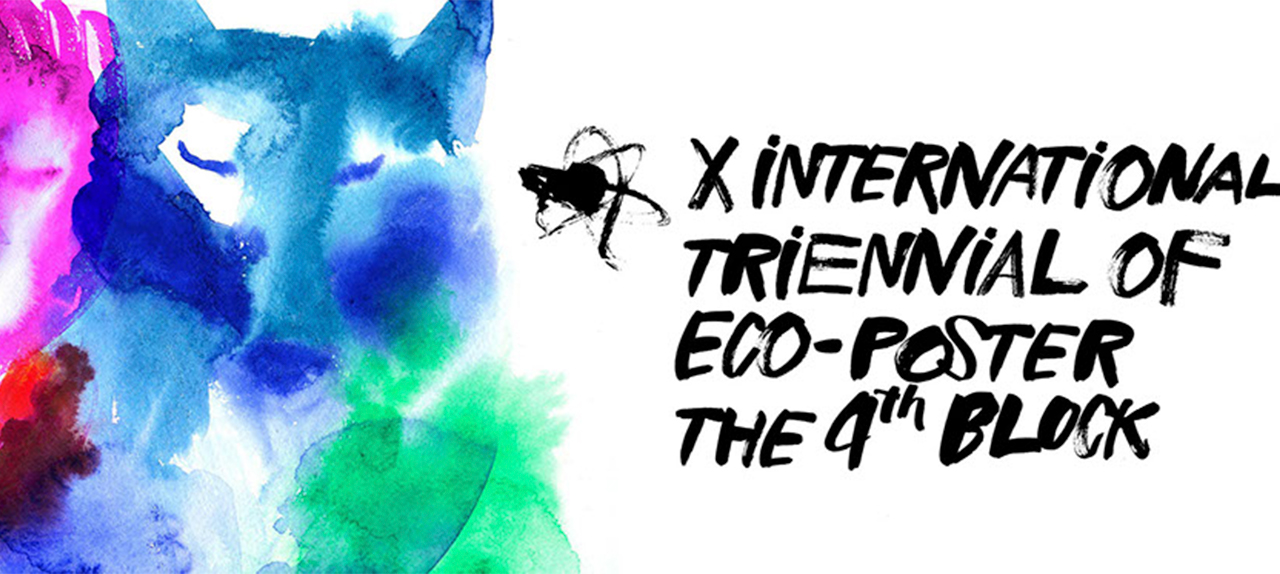 X INTERNATIONAL
TRIENNIAL OF
ECO-POSTER
THE 4th BLOCK